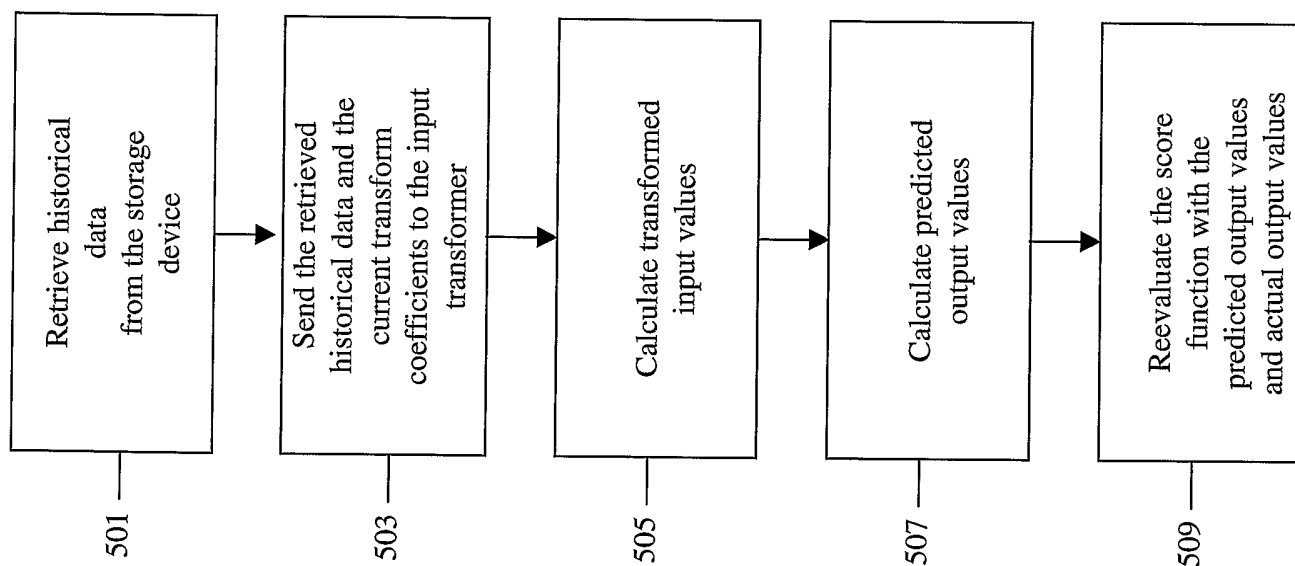 501
Retrieve historical
data
from the storage
device
503
Send the retrieved
historical data and the
current transform
coefficients to the input
transformer
505
Calculate transformed
input values
507
Calculate predicted
output values
509
Reevaluate the score
function with the
predicted output values
and actual output values